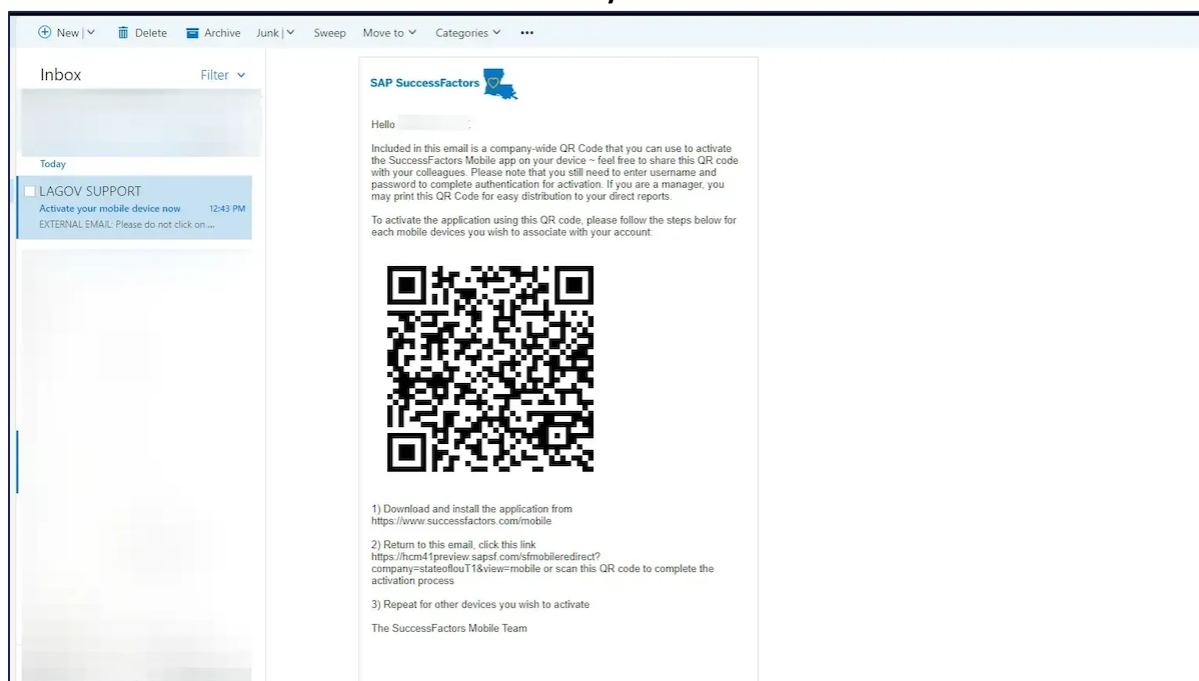 New
Delete
Archive
Junk
Sweep
Move to
Categories
Inbox
Filter
Today
LAGOV SUPPORT
Activate your mobile device now 12:43 PM
EXTERNAL EMAIL: Please do not click on ...
SAP SuccessFactors
Hello :
Included in this email is a company-wide QR Code that you can use to activate
the SuccessFactors Mobile app on your device ~ feel free to share this QR code
with your colleagues. Please note that you still need to enter username and
password to complete authentication for activation. If you are a manager, you
may print this QR Code for easy distribution to your direct reports.
To activate the application using this QR code, please follow the steps below for
each mobile devices you wish to associate with your account:
1) Download and install the application from
https://www.successfactors.com/mobile
2) Return to this email, click this link
https://hcm41preview.sapsf.com/sfmobileredirect?
company=stateoflouT1&view=mobile or scan this QR code to complete the
activation process
3) Repeat for other devices you wish to activate
The SuccessFactors Mobile Team